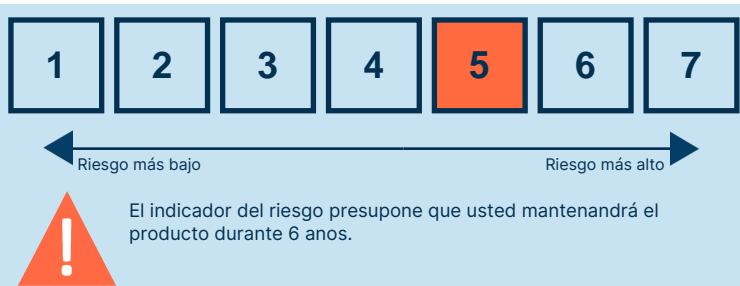 1 2 3 4 5 6 7
Riesgo más bajo Riesgo más alto
!
El indicador del riesgo presupone que usted mantenandrá el
producto durante 6 anos.